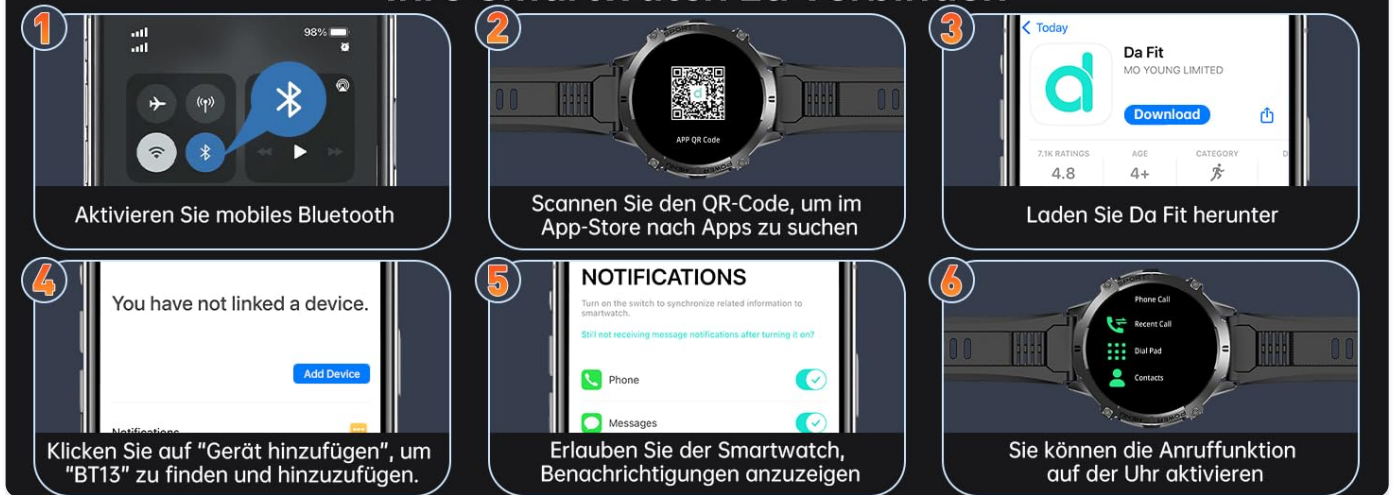 1
98%
Aktivieren Sie mobiles Bluetooth
2
SPORT
APP QR Code
Scannen Sie den QR-Code, um im
App-Store nach Apps zu suchen
3
Today
Da Fit
MO YOUNG LIMITED
Download
7.1K RATINGS
AGE
CATEGORY
D
4.8
4+
Laden Sie Da Fit herunter
4
You have not linked a device.
Add Device
Notifications
Klicken Sie auf "Gerät hinzufügen", um
"BT13" zu finden und hinzuzufügen.
5
NOTIFICATIONS
Turn on the switch to synchronize related information to
smartwatch.
Still not receiving message notifications after turning it on?
Phone
Messages
Erlauben Sie der Smartwatch,
Benachrichtigungen anzuzeigen
6
SPORT
Phone Call
Recent Call
Dial Pad
Contacts
Sie können die Anruffunktion
auf der Uhr aktivieren